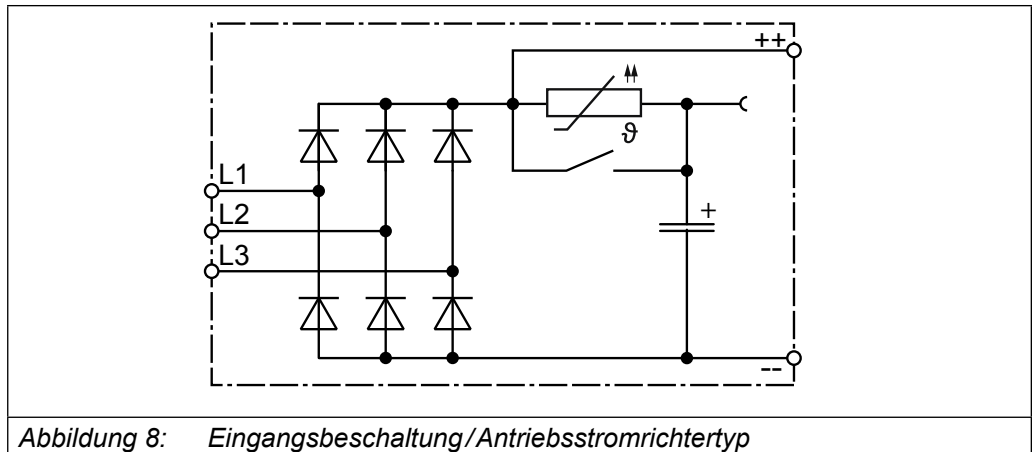 ++
ϑ
L1
L2
+
L3
--
Abbildung 8: Eingangsbeschaltung/Antriebsstromrichtertyp